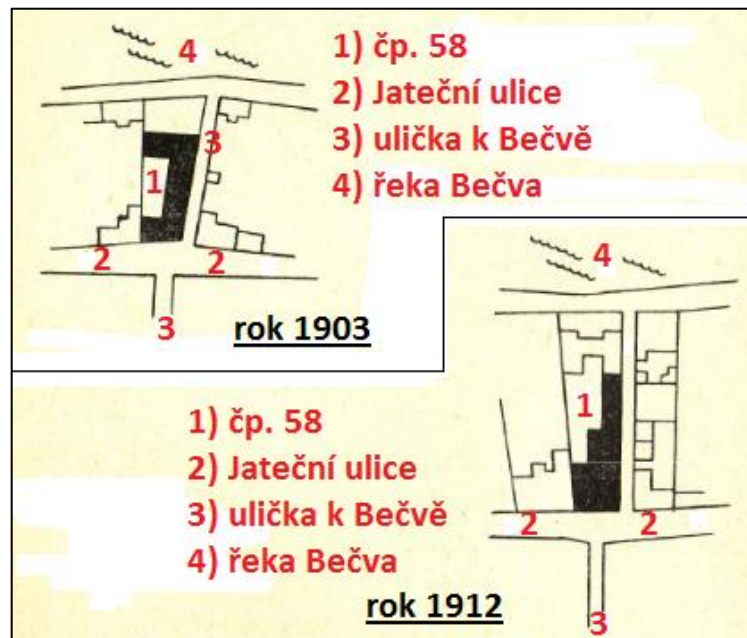 4
1) čp. 58
2) Jateční ulice
3) ulička k Bečvě
4) řeka Bečva
3
1
2
2
3
rok 1903
4
1
2
2
3
1) čp. 58
2) Jateční ulice
3) ulička k Bečvě
4) řeka Bečva
rok 1912